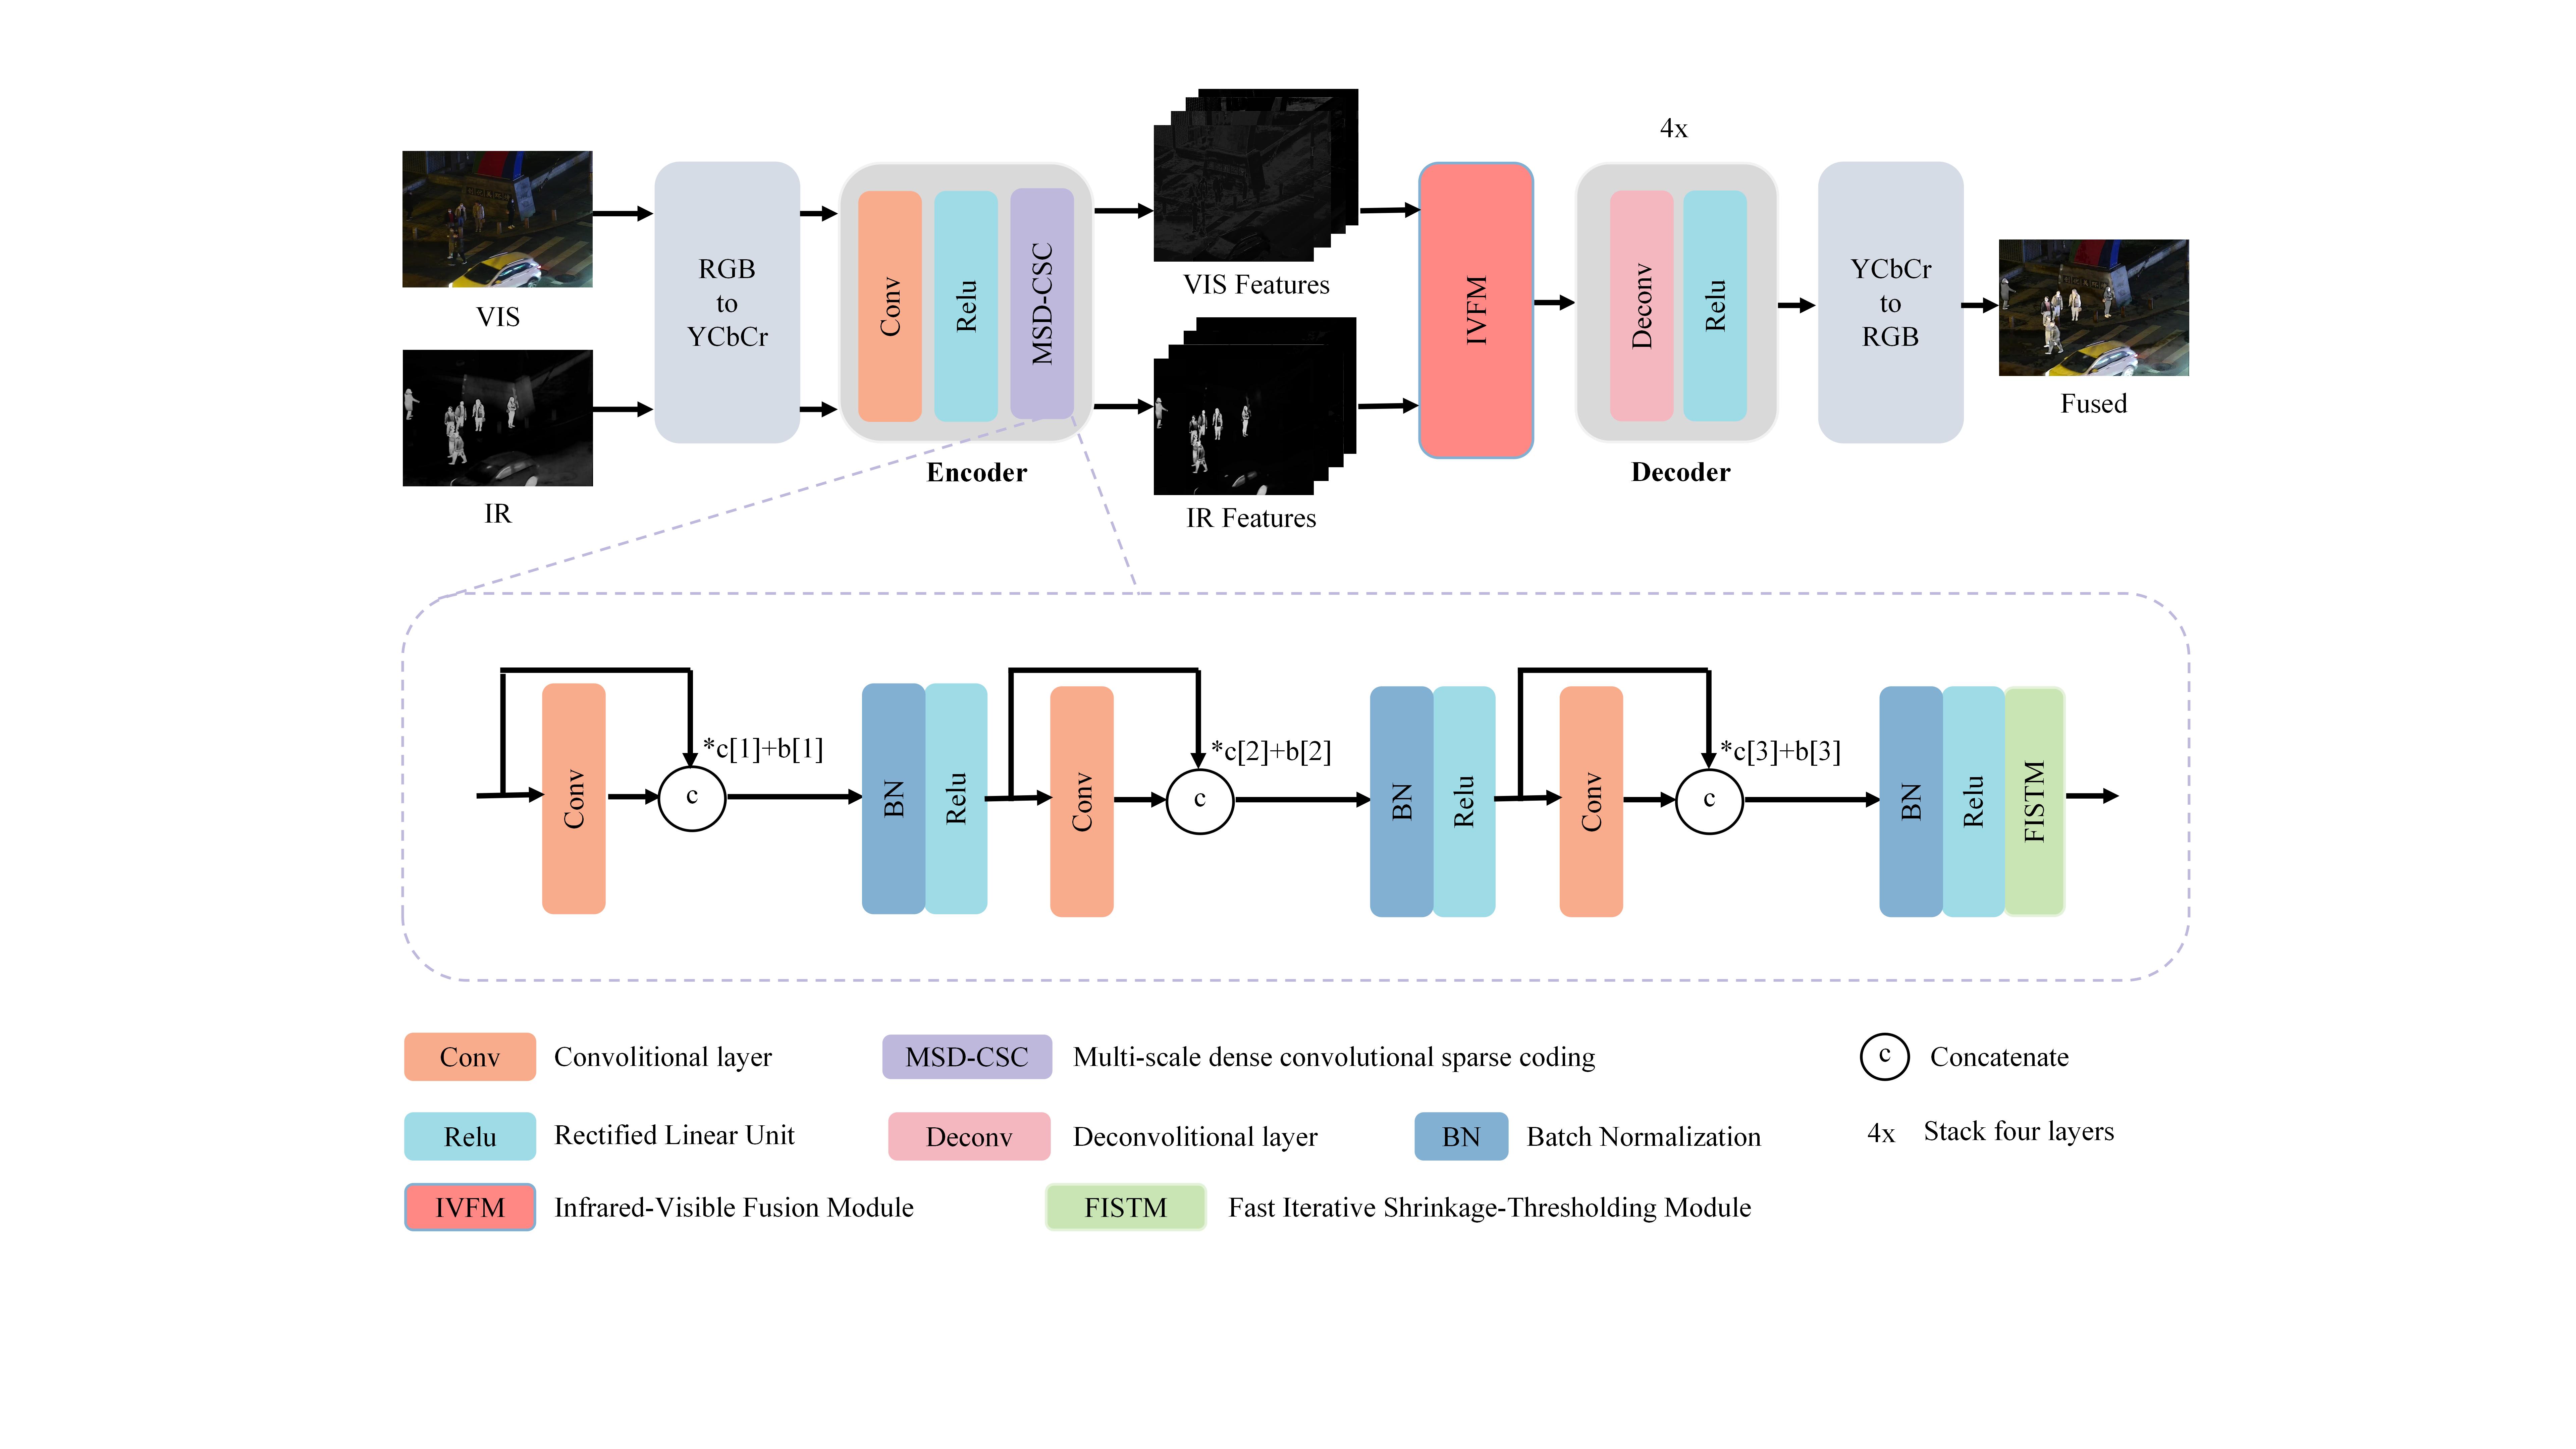 4x
VIS
RGB
to
YCbCr
Conv
Relu
MSD-CSC
VIS Features
IVFM
Deconv
Relu
YCbCr
to
RGB
Fused
IR
Encoder
IR Features
Decoder
Conv
c
*c[1]+b[1]
BN
Relu
Conv
c
*c[2]+b[2]
BN
Relu
Conv
c
*c[3]+b[3]
BN
Relu
FISTM
Conv
Convolitional layer
MSD-CSC
Multi-scale dense convolutional sparse coding
c
Concatenate
Relu
Rectified Linear Unit
Deconv
Deconvolitional layer
BN
Batch Normalization
4x
Stack four layers
IVFM
Infrared-Visible Fusion Module
FISTM
Fast Iterative Shrinkage-Thresholding Module